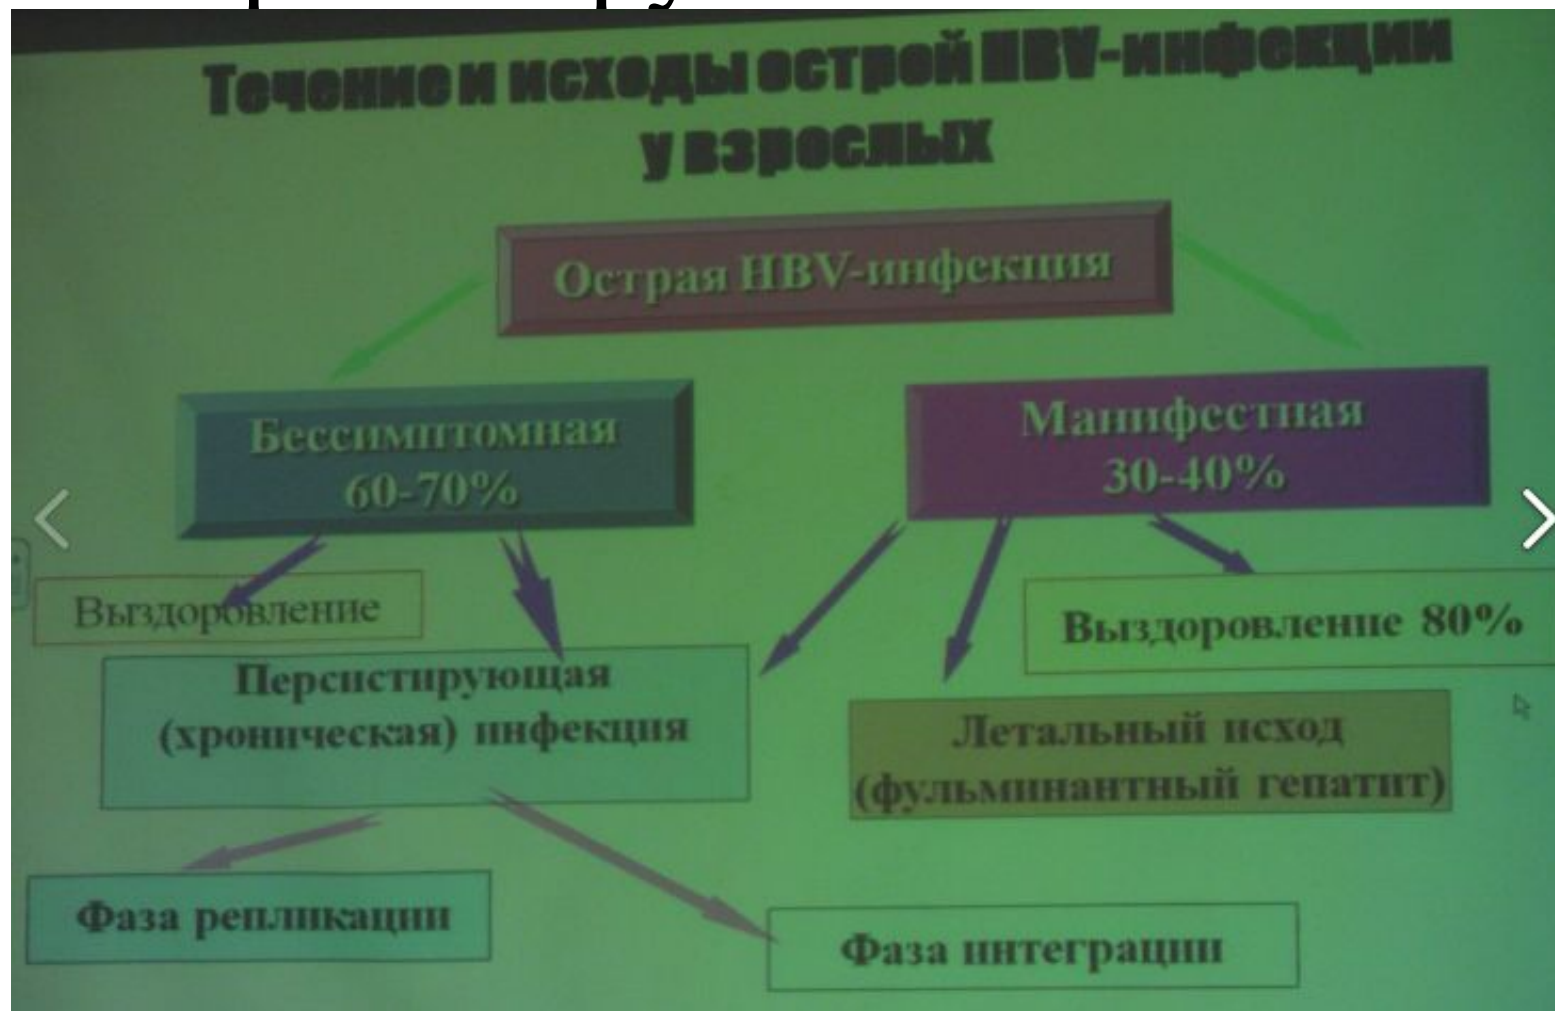 Течение и исходы острой HBV-инфекции
у взрослых
Острая HBV-инфекция
Бессимптомная
60-70%
Манифестная
30-40%
Выздоровление
Выздоровление 80%
Персистирующая
(хроническая) инфекция
Летальный исход
(фульминантный гепатит)
Фаза репликации
Фаза интеграции